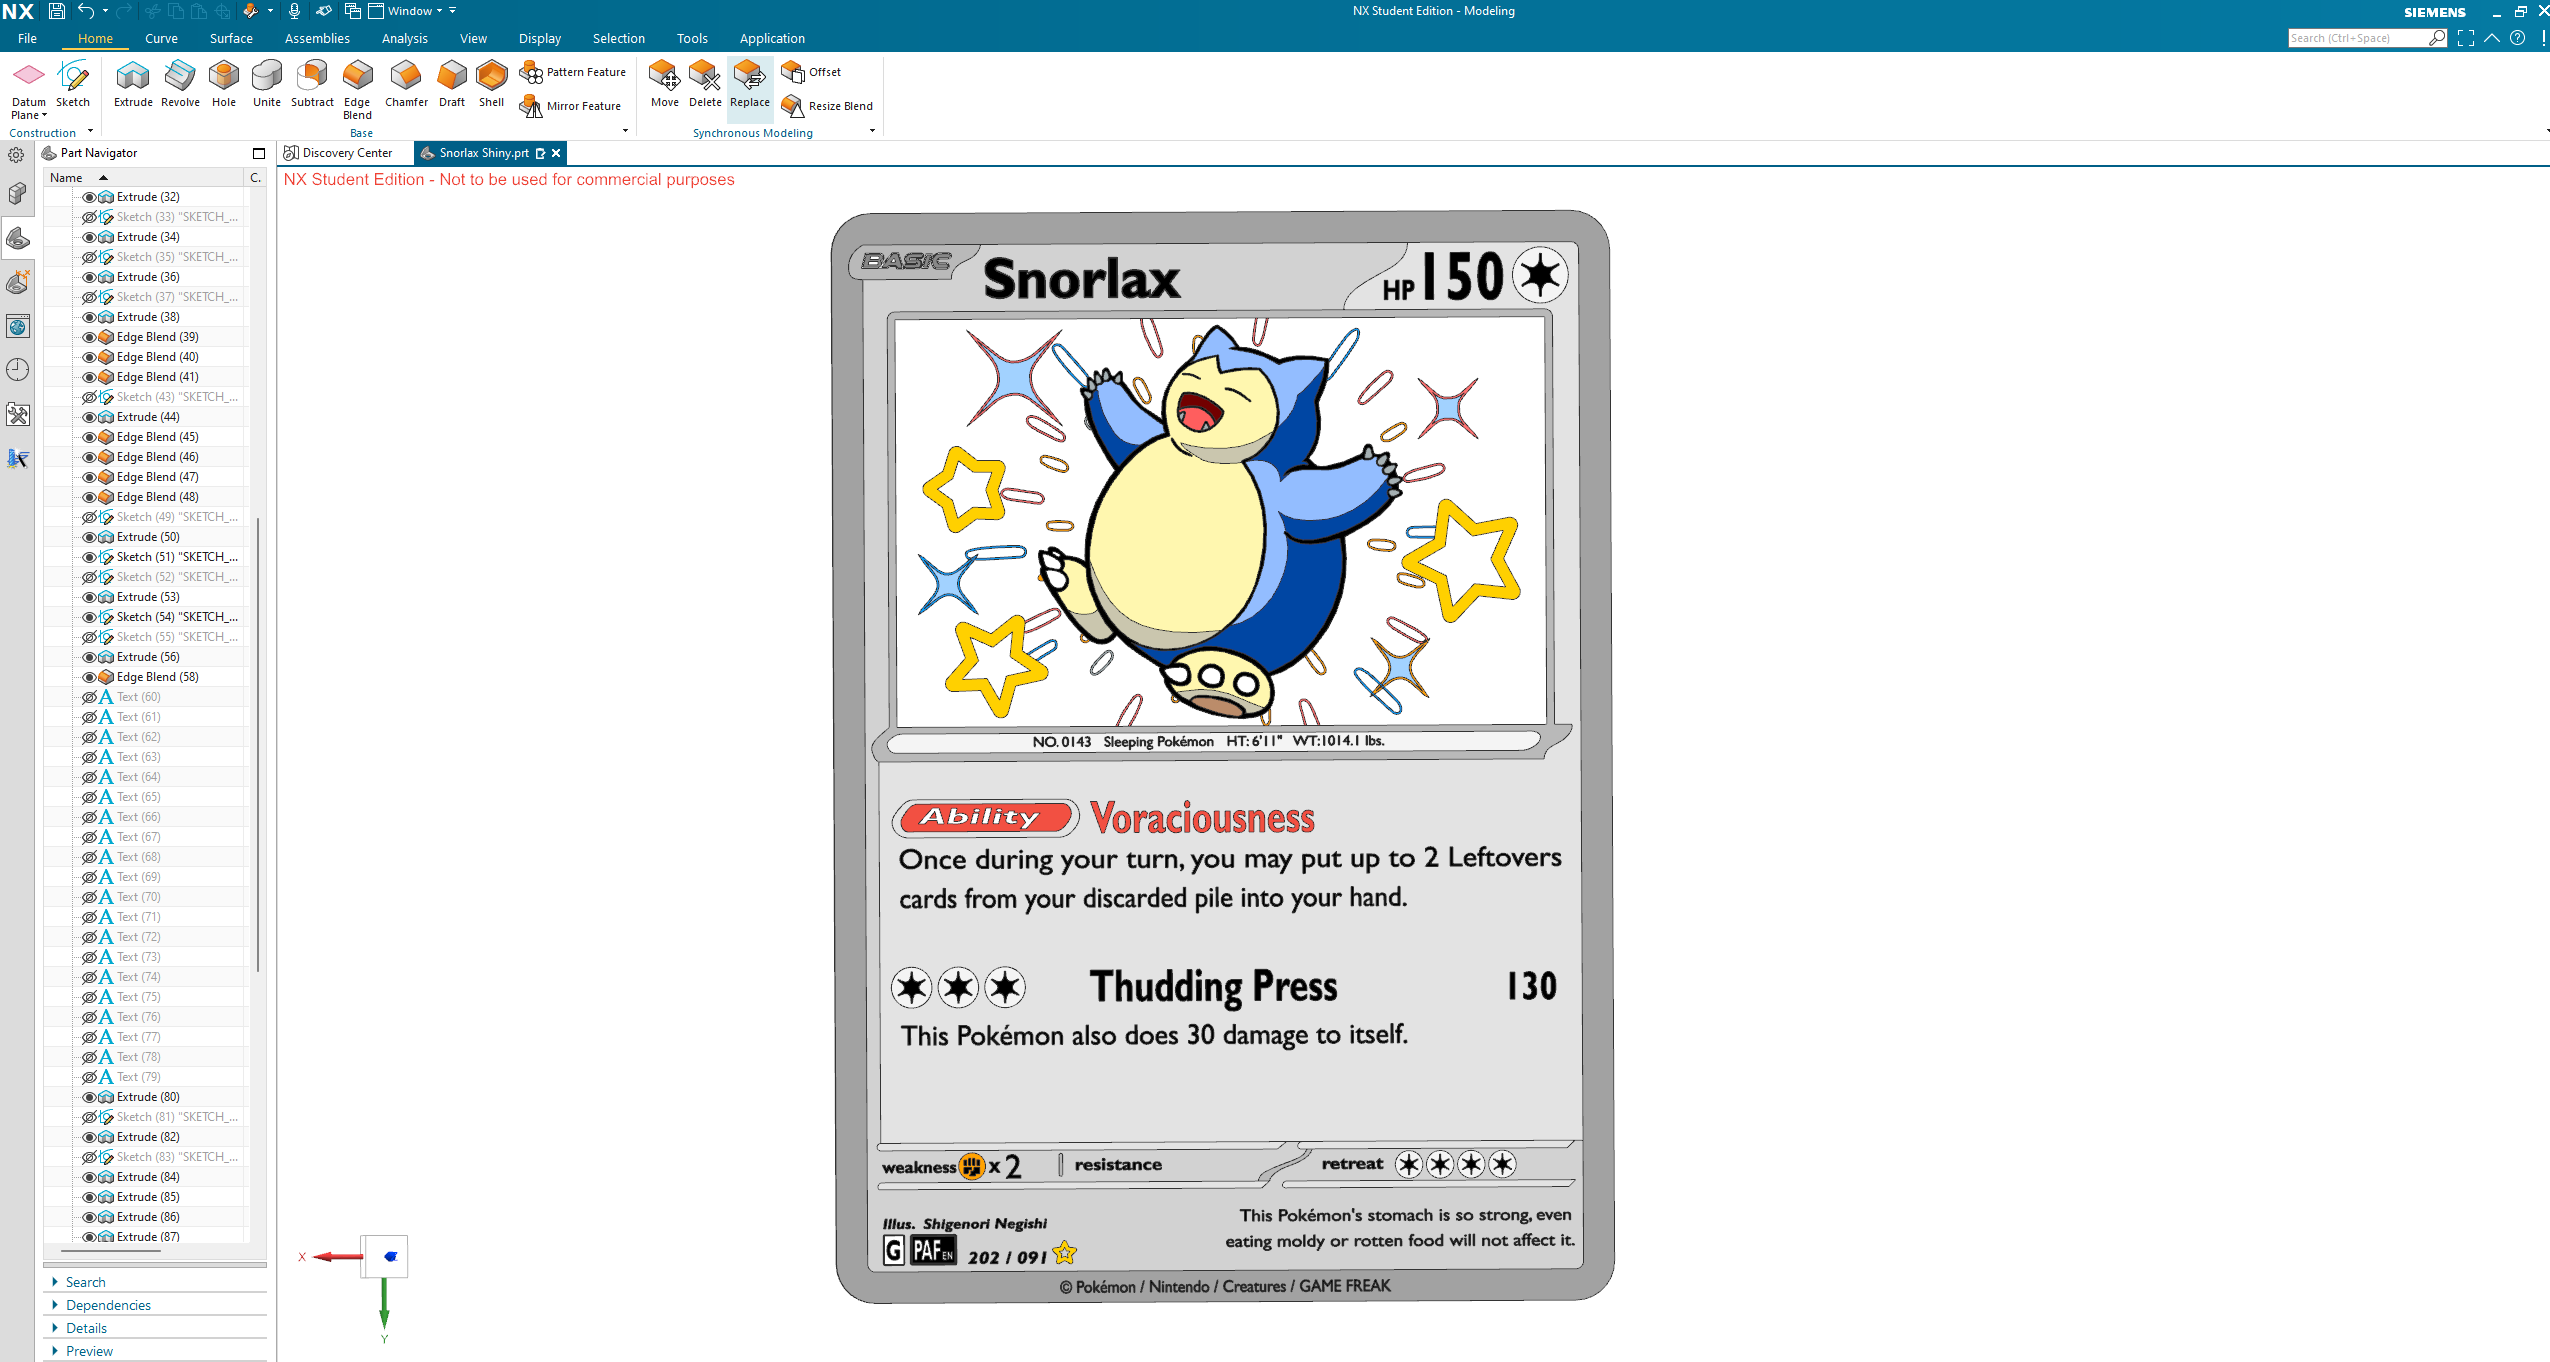 NX
Window
NX Student Edition - Modeling
SIEMENS
File Home Curve Surface Assemblies Analysis View Display Selection Tools Application
Search (Ctrl+Space)
Datum Plane
Sketch
Extrude
Revolve
Hole
Unite
Subtract
Edge Blend
Chamfer
Draft
Shell
Pattern Feature
Mirror Feature
Move
Delete
Replace
Offset
Resize Blend
Construction
Base
Synchronous Modeling
Part Navigator
Discovery Center
Snorlax Shiny.prt
Name
C.
NX Student Edition - Not to be used for commercial purposes
Extrude (32)
Sketch (33) "SKETCH_...
Extrude (34)
Sketch (35) "SKETCH_...
Extrude (36)
Sketch (37) "SKETCH_...
Extrude (38)
Edge Blend (39)
Edge Blend (40)
Edge Blend (41)
Sketch (43) "SKETCH_...
Extrude (44)
Edge Blend (45)
Edge Blend (46)
Edge Blend (47)
Edge Blend (48)
Sketch (49) "SKETCH_...
Extrude (50)
Sketch (51) "SKETCH_...
Sketch (52) "SKETCH_...
Extrude (53)
Sketch (54) "SKETCH_...
Sketch (55) "SKETCH_...
Extrude (56)
Edge Blend (58)
Text (60)
Text (61)
Text (62)
Text (63)
Text (64)
Text (65)
Text (66)
Text (67)
Text (68)
Text (69)
Text (70)
Text (71)
Text (72)
Text (73)
Text (74)
Text (75)
Text (76)
Text (77)
Text (78)
Text (79)
Extrude (80)
Sketch (81) "SKETCH_...
Extrude (82)
Sketch (83) "SKETCH_...
Extrude (84)
Extrude (85)
Extrude (86)
Extrude (87)
Search
Dependencies
Details
Preview
X
Y
BASIC
Snorlax
HP 150
NO. 0143 Sleeping Pokémon HT: 6'11" WT:1014.1 lbs.
Ability Voraciousness
Once during your turn, you may put up to 2 Leftovers
cards from your discarded pile into your hand.
Thudding Press 130
This Pokémon also does 30 damage to itself.
weakness x 2 resistance retreat
Illus. Shigenori Negishi
G PAF EN 202 / 091
This Pokémon's stomach is so strong, even
eating moldy or rotten food will not affect it.
© Pokémon / Nintendo / Creatures / GAME FREAK